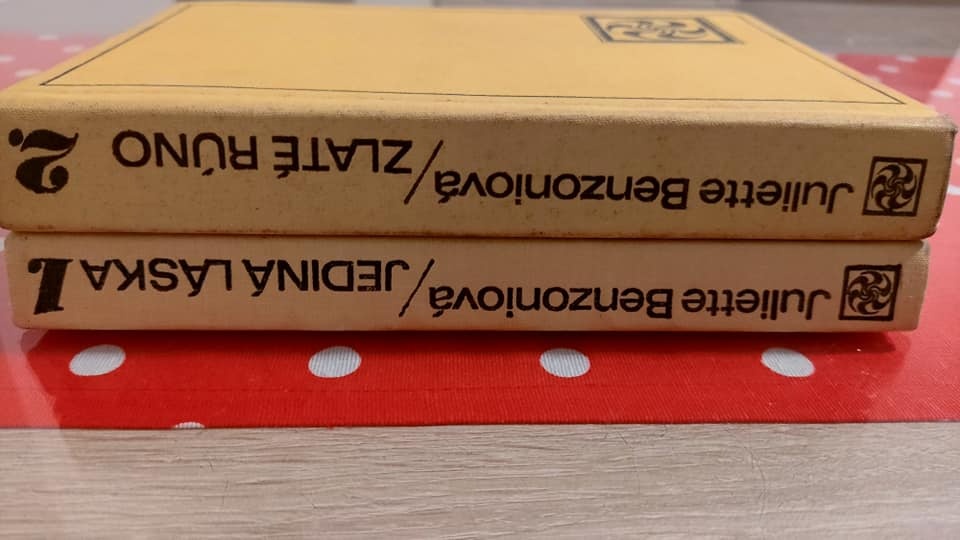 Juliette Benzoniová/ZLATÉ RÚNO 2.
Juliette Benzoniová/JEDINÁ LÁSKA 1.